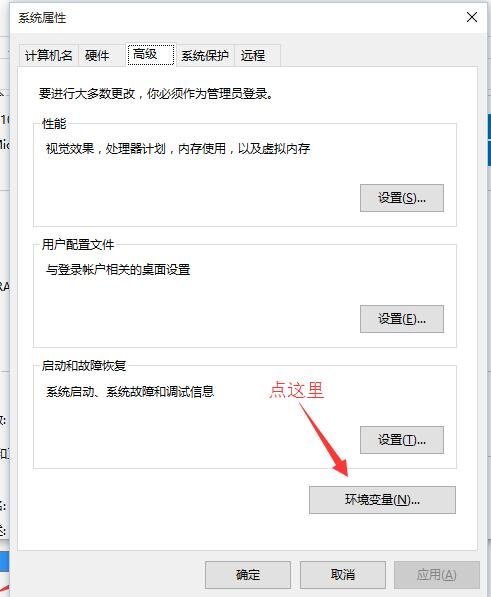 系统属性
计算机名 硬件 高级 系统保护 远程
要进行大多数更改，你必须作为管理员登录。
性能
视觉效果，处理器计划，内存使用，以及虚拟内存
设置(S)...
用户配置文件
与登录帐户相关的桌面设置
设置(E)...
启动和故障恢复
系统启动、系统故障和调试信息
点这里
设置(T)...
环境变量(N)...
确定 取消 应用(A)